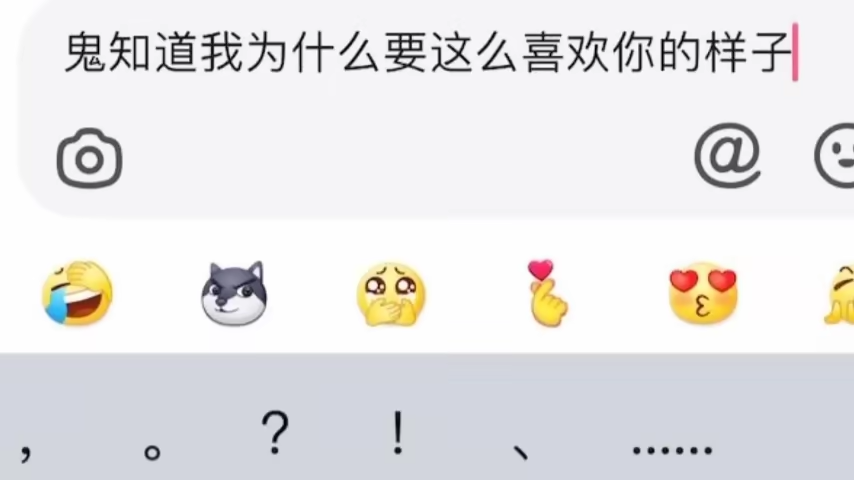 鬼知道我为什么要这么喜欢你的样子
@
， 。 ? ! 、 ......